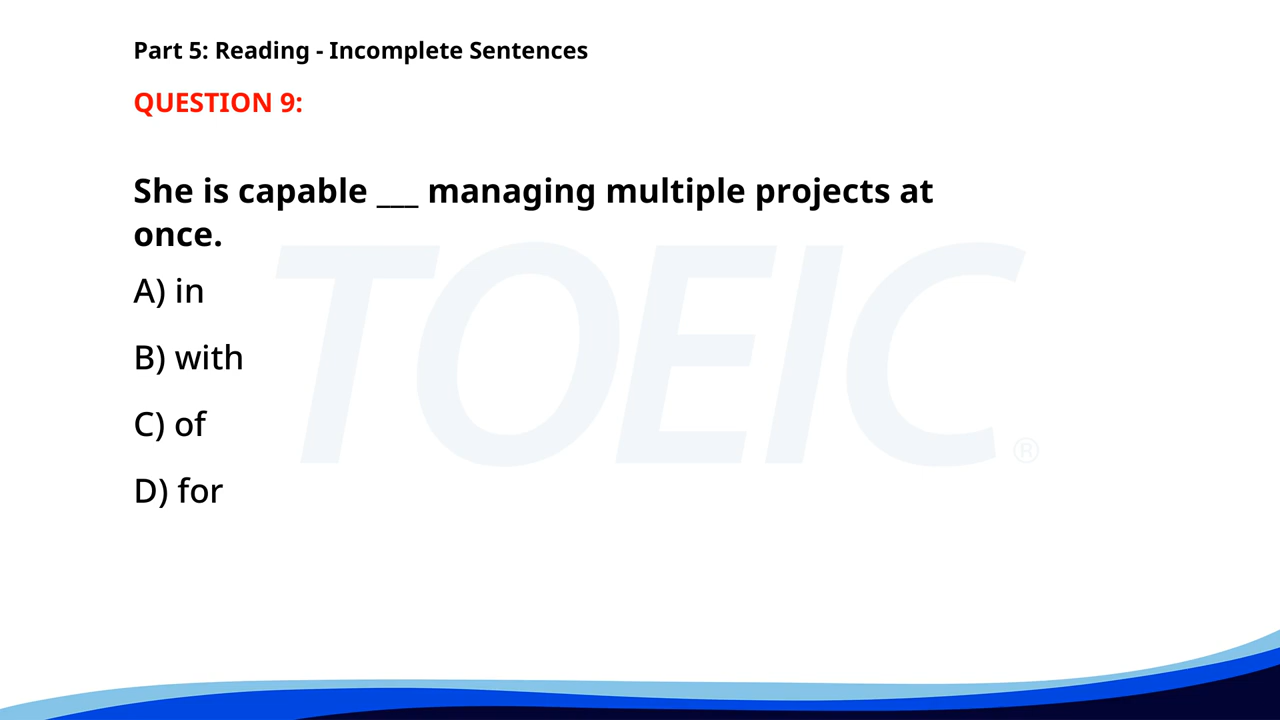 Part 5: Reading - Incomplete Sentences
QUESTION 9:
She is capable ___ managing multiple projects at
once.
TOEIC®
A) in
B) with
C) of
D) for